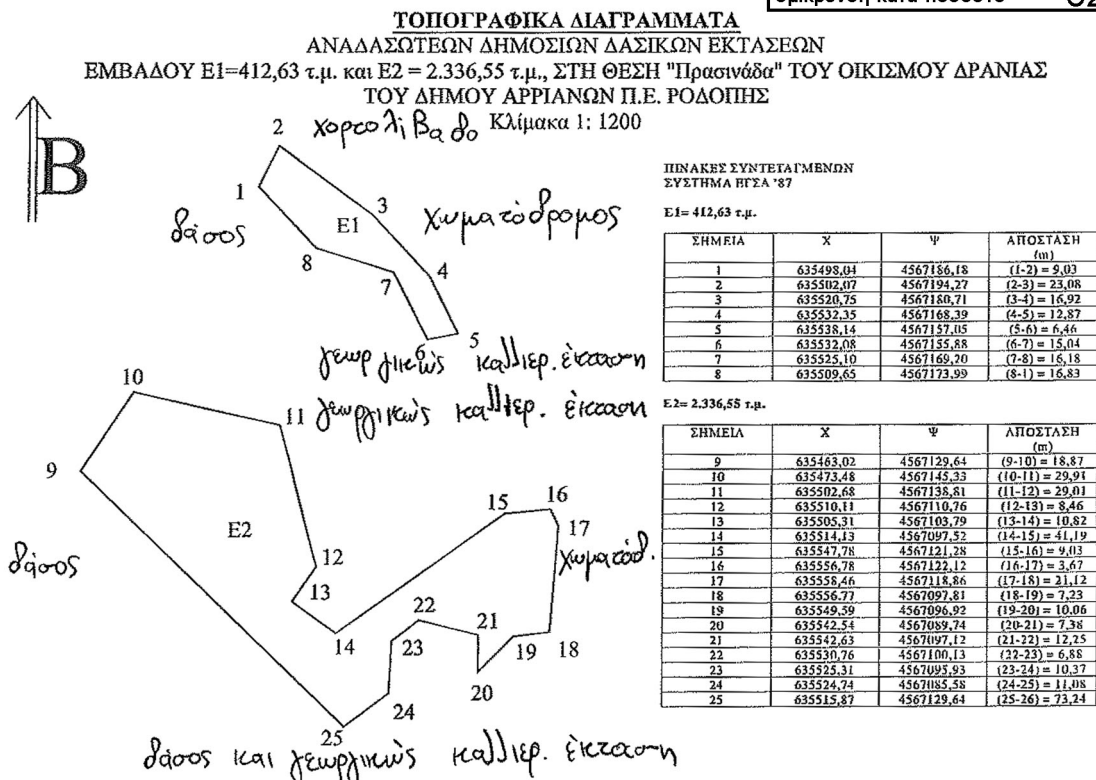 ΤΟΠΟΓΡΑΦΙΚΑ ΔΙΑΓΡΑΜΜΑΤΑ
ΑΝΑΔΑΣΩΤΕΩΝ ΔΗΜΟΣΙΩΝ ΔΑΣΙΚΩΝ ΕΚΤΑΣΕΩΝ
ΕΜΒΑΔΟΥ Ε1=412,63 τ.μ. και Ε2 = 2.336,55 τ.μ., ΣΤΗ ΘΕΣΗ "Πρασινάδα" ΤΟΥ ΟΙΚΙΣΜΟΥ ΔΡΑΝΙΑΣ
ΤΟΥ ΔΗΜΟΥ ΑΡΡΙΑΝΩΝ Π.Ε. ΡΟΔΟΠΗΣ
Κλίμακα 1: 1200
Β
χορτολίβαδο
δάσος
Ε1
χωματόδρομος
1
2
3
4
5
6
7
8
γεωργικώς καλλιερ. έκταση
γεωργικώς καλλιερ. έκταση
9
10
11
Ε2
δάσος
12
13
14
15
16
17
χωματόδ.
18
19
20
21
22
23
24
25
δάσος και γεωργικώς καλλιερ. έκταση
ΠΙΝΑΚΕΣ ΣΥΝΤΕΤΑΓΜΕΝΩΝ
ΣΥΣΤΗΜΑ ΕΓΣΑ '87
Ε1= 412,63 τ.μ.
ΣΗΜΕΙΑ Χ Ψ ΑΠΟΣΤΑΣΗ (m)
1 635498,04 4567186,18 (1-2) = 9,03
2 635502,07 4567194,27 (2-3) = 23,08
3 635520,75 4567180,71 (3-4) = 16,92
4 635532,35 4567168,39 (4-5) = 12,87
5 635538,14 4567157,05 (5-6) = 6,46
6 635532,08 4567155,88 (6-7) = 15,04
7 635525,10 4567169,20 (7-8) = 16,18
8 635509,65 4567173,99 (8-1) = 16,83
Ε2= 2.336,55 τ.μ.
ΣΗΜΕΙΑ Χ Ψ ΑΠΟΣΤΑΣΗ (m)
9 635463,02 4567129,64 (9-10) = 18,87
10 635473,48 4567145,33 (10-11) = 29,91
11 635502,68 4567138,81 (11-12) = 29,01
12 635510,11 4567110,76 (12-13) = 8,46
13 635505,31 4567103,79 (13-14) = 10,82
14 635514,13 4567097,52 (14-15) = 41,19
15 635547,78 4567121,28 (15-16) = 9,03
16 635556,78 4567122,12 (16-17) = 3,67
17 635558,46 4567118,86 (17-18) = 21,12
18 635556,77 4567097,81 (18-19) = 7,23
19 635549,59 4567096,92 (19-20) = 10,06
20 635542,54 4567089,74 (20-21) = 7,38
21 635542,63 4567097,12 (21-22) = 12,25
22 635530,76 4567100,13 (22-23) = 6,88
23 635525,31 4567095,93 (23-24) = 10,37
24 635524,74 4567085,58 (24-25) = 11,08
25 635515,87 4567129,64 (25-26) = 73,24